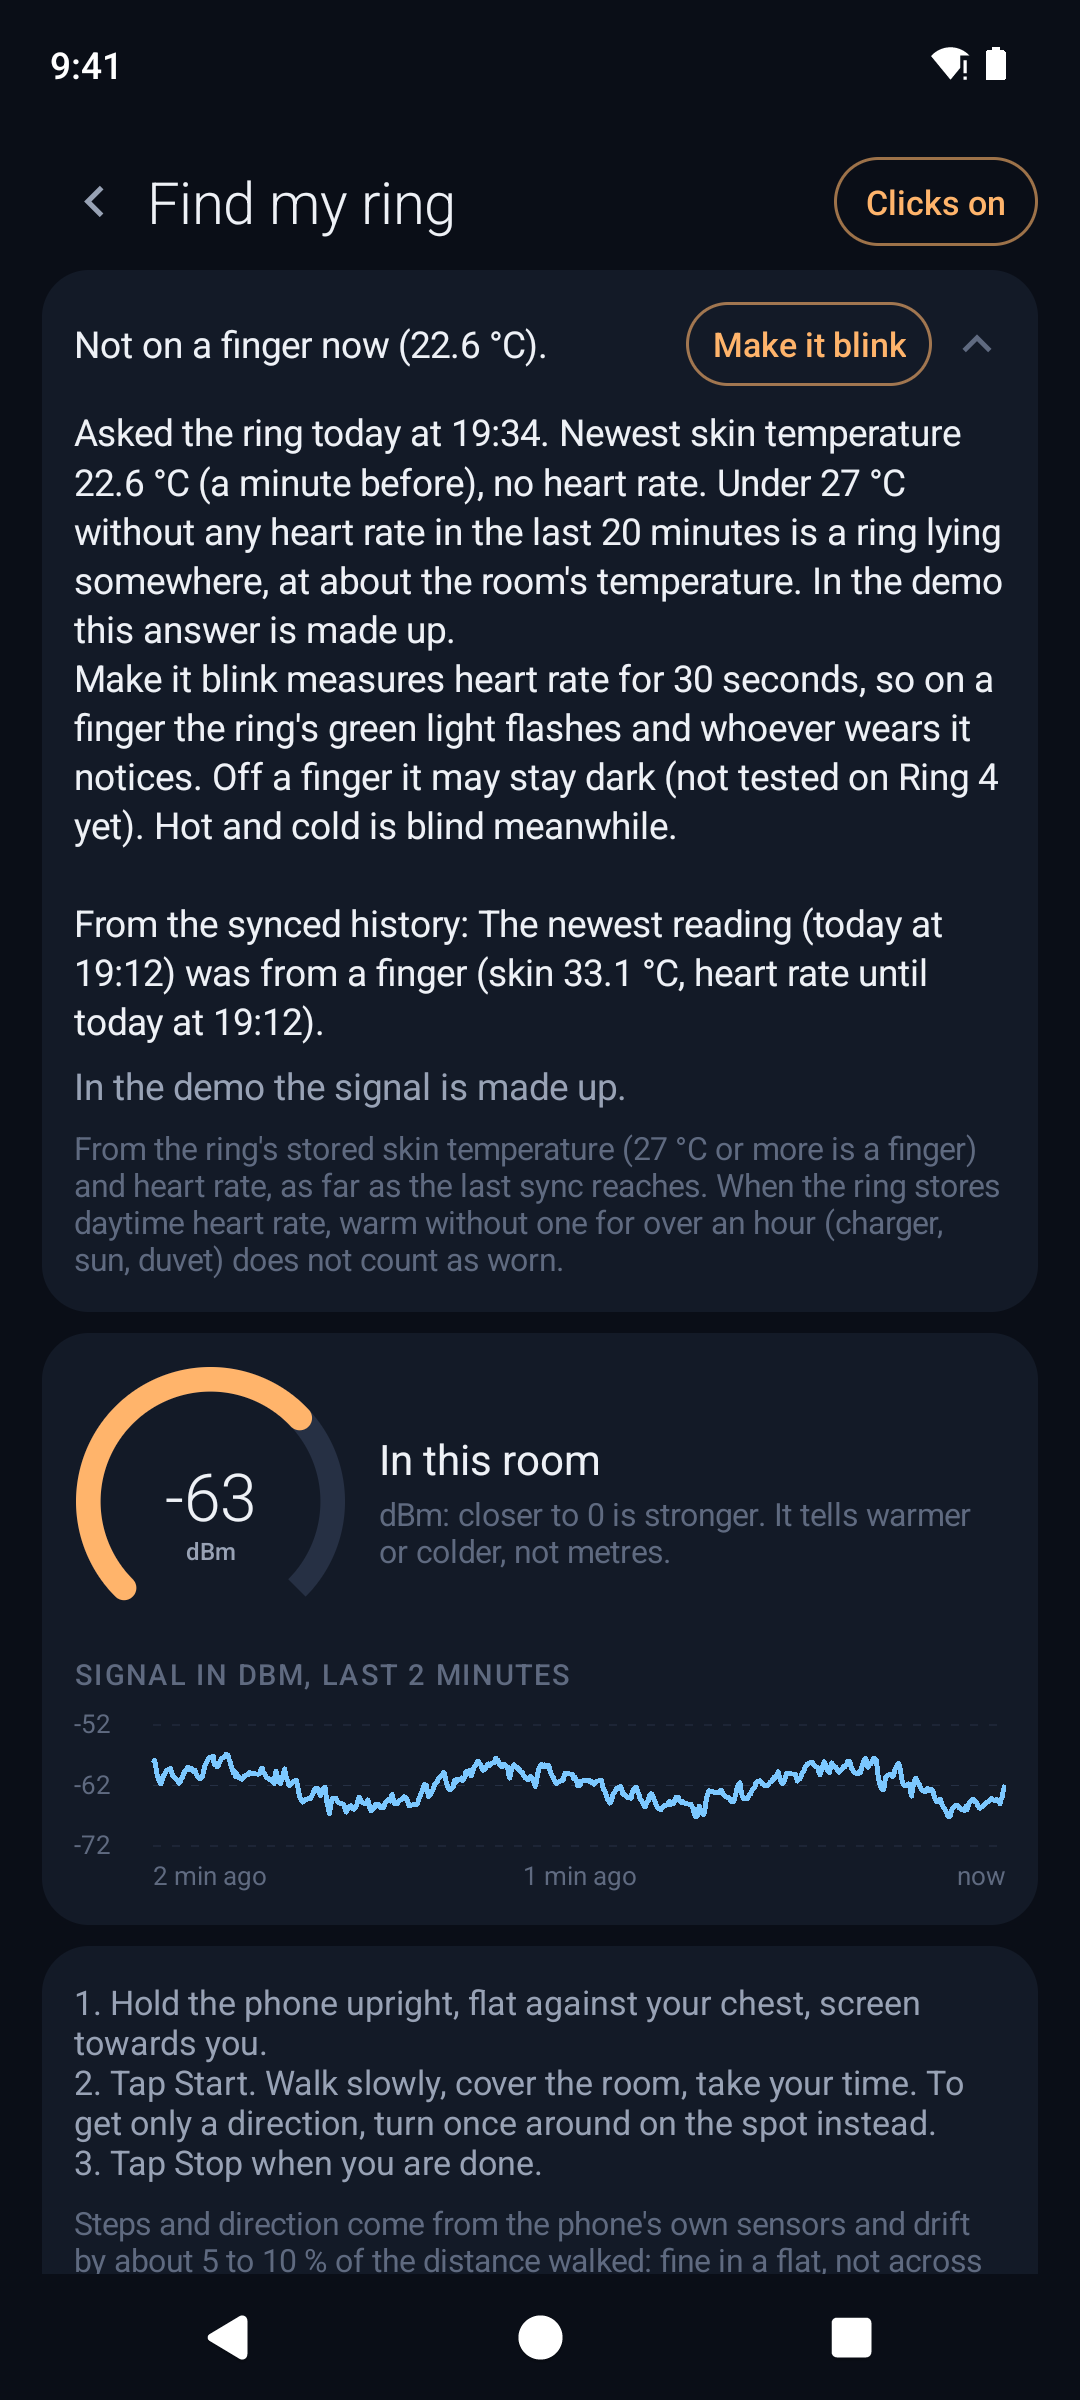 9:41
Find my ring
Clicks on
Not on a finger now (22.6 °C).
Make it blink
Asked the ring today at 19:34. Newest skin temperature
22.6 °C (a minute before), no heart rate. Under 27 °C
without any heart rate in the last 20 minutes is a ring lying
somewhere, at about the room's temperature. In the demo
this answer is made up.
Make it blink measures heart rate for 30 seconds, so on a
finger the ring's green light flashes and whoever wears it
notices. Off a finger it may stay dark (not tested on Ring 4
yet). Hot and cold is blind meanwhile.
From the synced history: The newest reading (today at
19:12) was from a finger (skin 33.1 °C, heart rate until
today at 19:12).
In the demo the signal is made up.
From the ring's stored skin temperature (27 °C or more is a finger)
and heart rate, as far as the last sync reaches. When the ring stores
daytime heart rate, warm without one for over an hour (charger,
sun, duvet) does not count as worn.
-63
dBm
In this room
dBm: closer to 0 is stronger. It tells warmer
or colder, not metres.
SIGNAL IN DBM, LAST 2 MINUTES
-52
-62
-72
2 min ago
1 min ago
now
1. Hold the phone upright, flat against your chest, screen
towards you.
2. Tap Start. Walk slowly, cover the room, take your time. To
get only a direction, turn once around on the spot instead.
3. Tap Stop when you are done.
Steps and direction come from the phone's own sensors and drift
by about 5 to 10 % of the distance walked: fine in a flat, not across